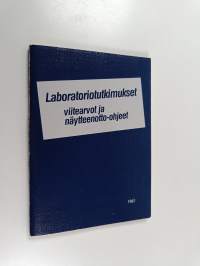 Laboratoriotutkimukset
viitearvot ja
näytteenotto-ohjeet